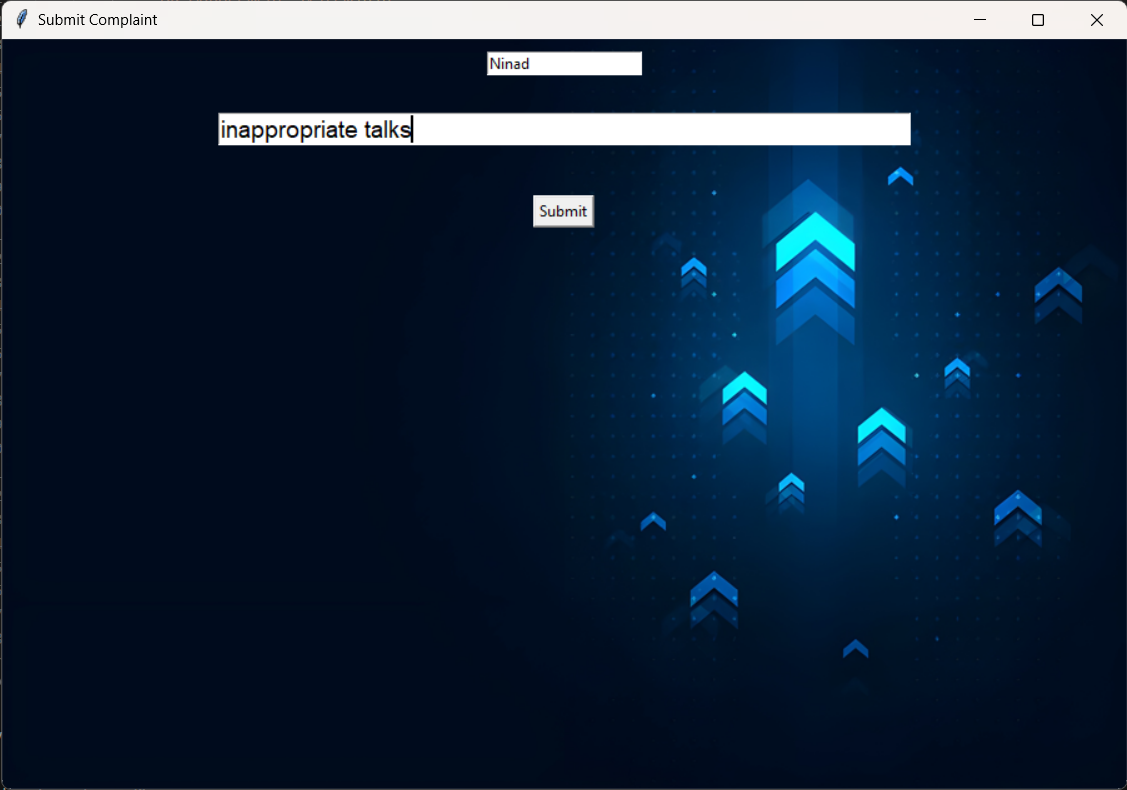 Submit Complaint
Ninad
inappropriate talks
Submit